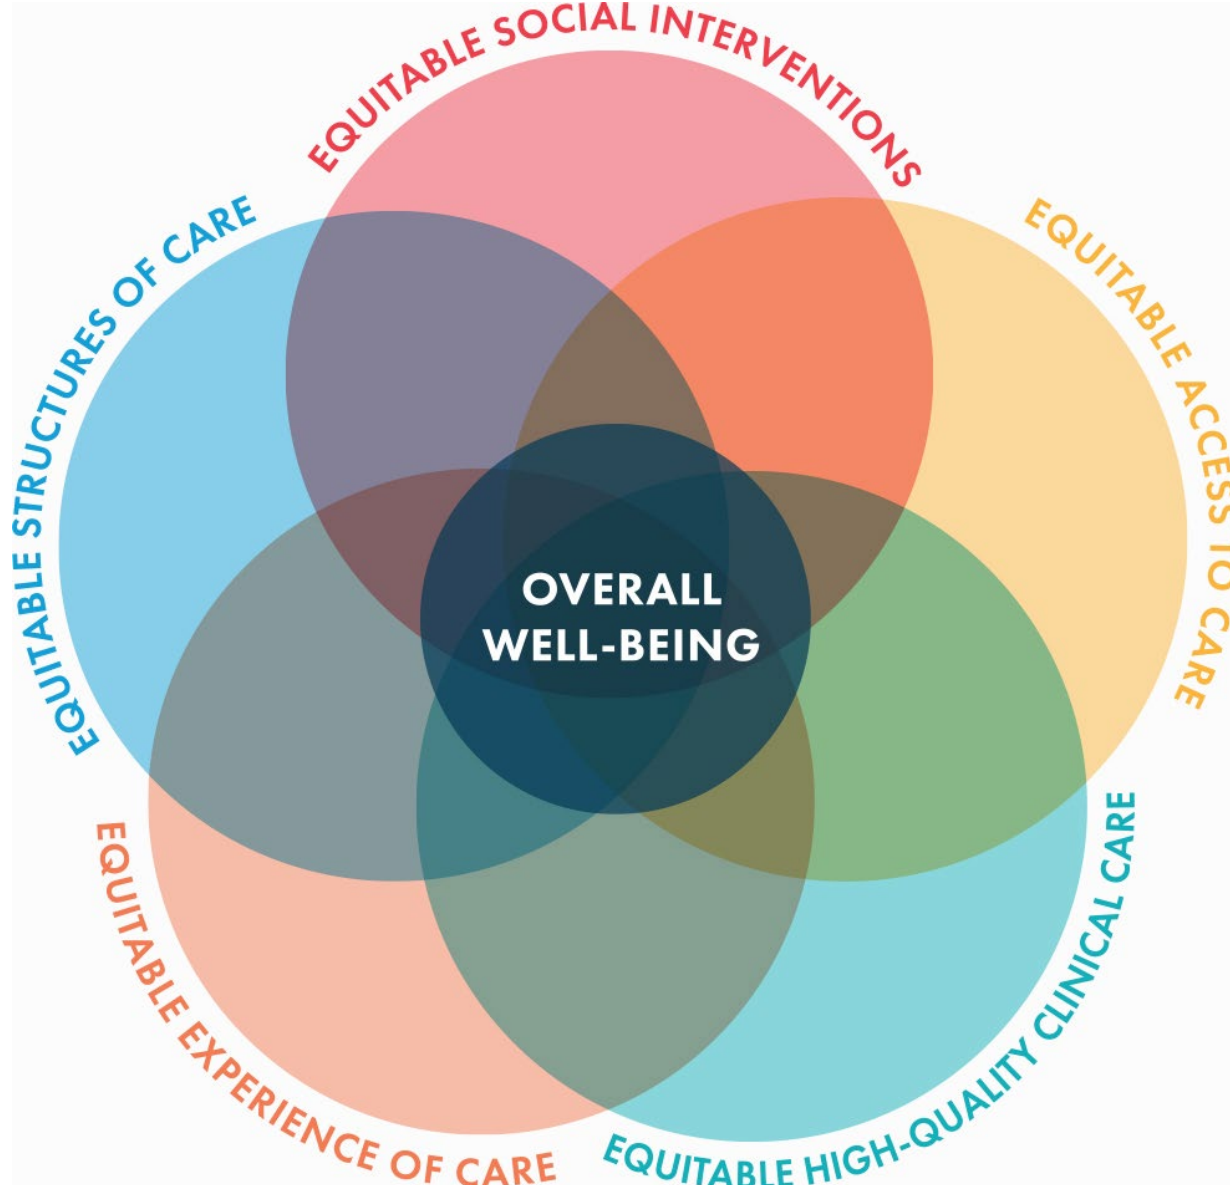 EQUITABLE SOCIAL INTERVENTIONS
EQUITABLE STRUCTURES OF CARE
EQUITABLE ACCESS TO CARE
OVERALL
WELL-BEING
EQUITABLE EXPERIENCE OF CARE
EQUITABLE HIGH-QUALITY CLINICAL CARE